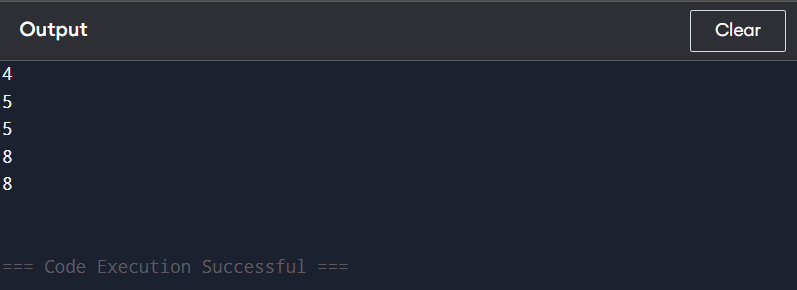 Output
Clear
4
5
5
8
8
=== Code Execution Successful ===